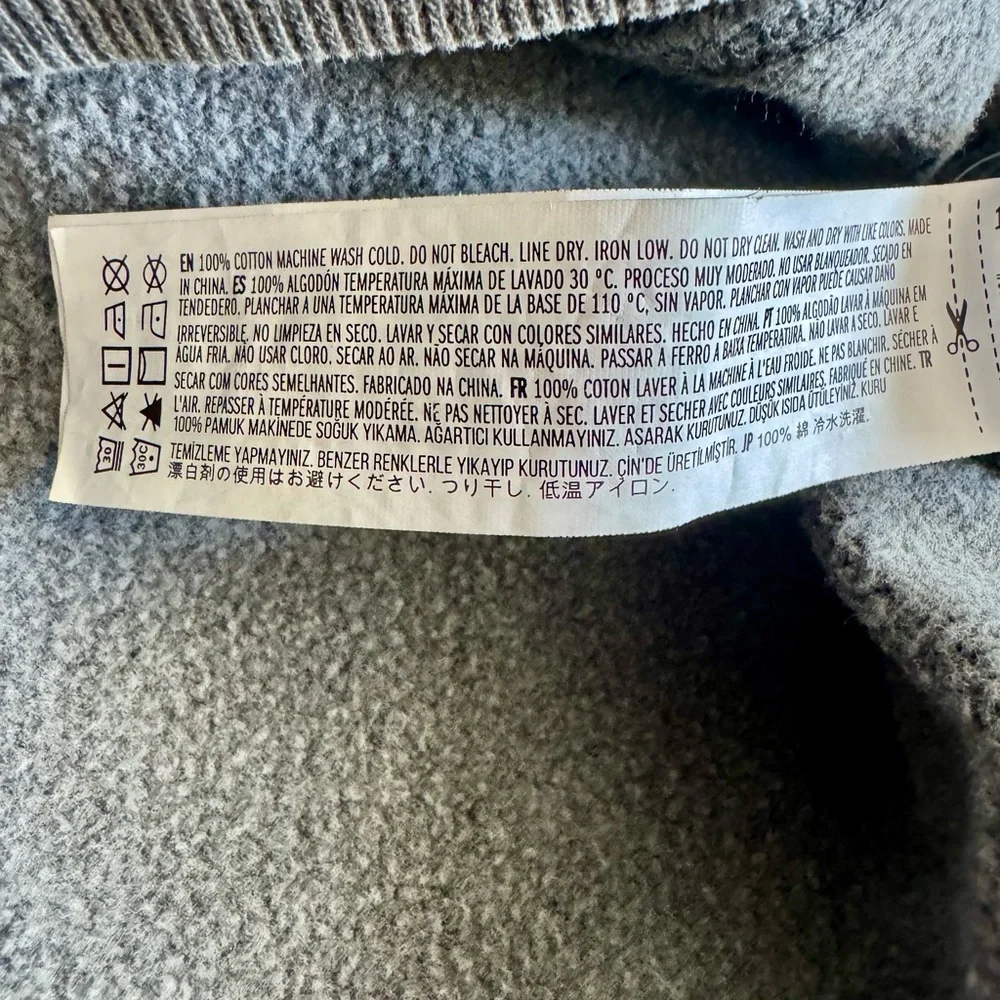 EN 100% COTTON MACHINE WASH COLD. DO NOT BLEACH. LINE DRY. IRON LOW. DO NOT DRY CLEAN. WASH AND DRY WITH LIKE COLORS. MADE
IN CHINA. ES 100% ALGODÓN TEMPERATURA MÁXIMA DE LAVADO 30 ºC. PROCESO MUY MODERADO. NO USAR BLANQUEADOR. SECADO EN
TENDEDERO. PLANCHAR A UNA TEMPERATURA MÁXIMA DE LA BASE DE 110 ºC, SIN VAPOR. PLANCHAR CON VAPOR PUEDE CAUSAR DAÑO
IRREVERSIBLE. NO LIMPIEZA EN SECO. LAVAR Y SECAR CON COLORES SIMILARES. HECHO EN CHINA. PT 100% ALGODÃO LAVAR À MÁQUINA EM
ÁGUA FRIA. NÃO USAR CLORO. SECAR AO AR. NÃO SECAR NA MÁQUINA. PASSAR A FERRO A BAIXA TEMPERATURA. NÃO LAVAR A SECO. LAVAR E
SECAR COM CORES SEMELHANTES. FABRICADO NA CHINA. FR 100% COTON LAVER À LA MACHINE À L'EAU FROIDE. NE PAS BLANCHIR. SÉCHER À
L'AIR. REPASSER À TEMPÉRATURE MODÉRÉE. NE PAS NETTOYER À SEC. LAVER ET SECHER AVEC COULEURS SIMILAIRES. FABRIQUÉ EN CHINE. TR
100% PAMUK MAKİNEDE SOĞUK YIKAMA. AĞARTICI KULLANMAYINIZ. ASARAK KURUTUNUZ. DÜŞÜK ISIDA ÜTÜLEYİNİZ. KURU
TEMİZLEME YAPMAYINIZ. BENZER RENKLERLE YIKAYIP KURUTUNUZ. ÇİN'DE ÜRETİLMİŞTİR. JP 100% 綿 冷水洗濯.
漂白剤の使用はお避けください. つり干し. 低温アイロン.
30
30C